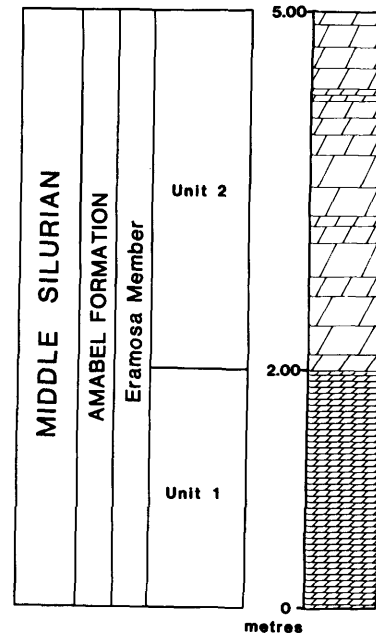 MIDDLE SILURIAN
AMABEL FORMATION
Eramosa Member
Unit 2
Unit 1
5.00
2.00
0
metres